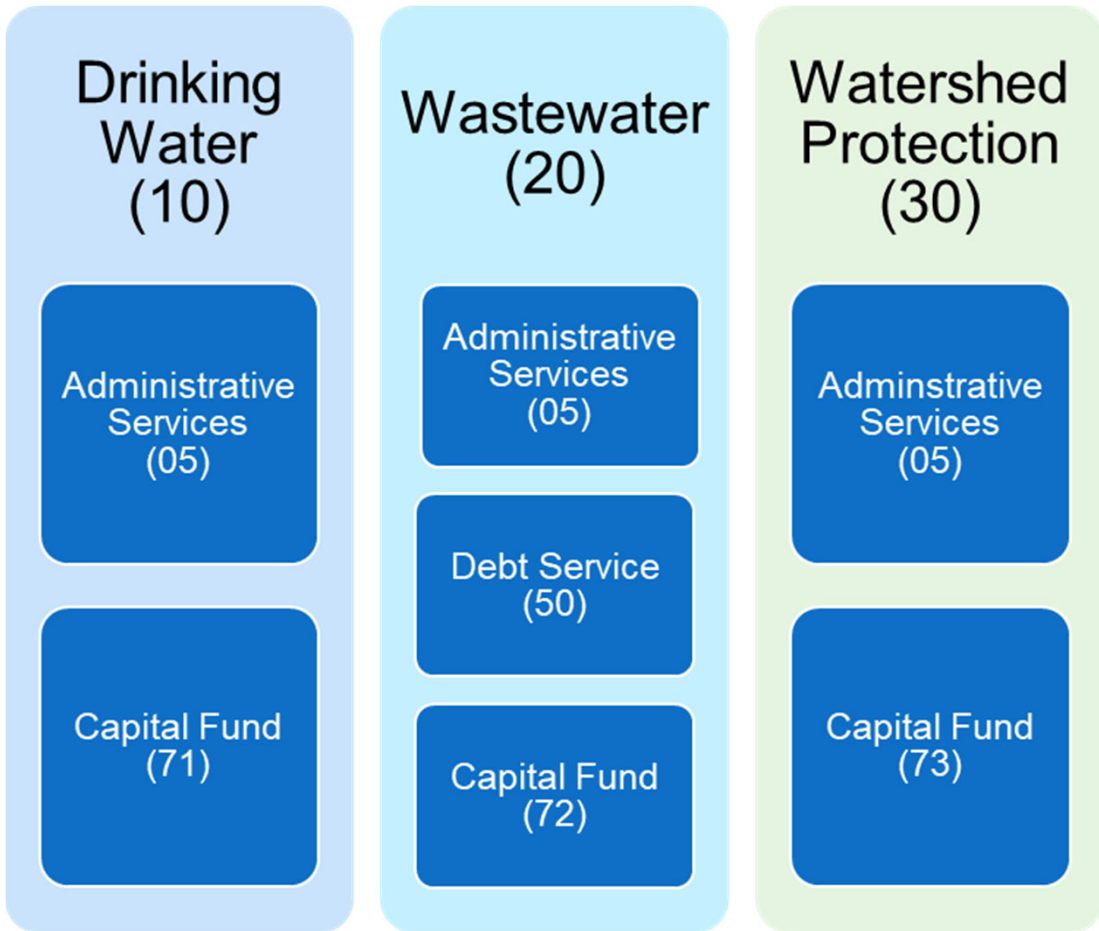 Drinking
Water
(10)
Administrative
Services
(05)
Capital Fund
(71)
Wastewater
(20)
Administrative
Services
(05)
Debt Service
(50)
Capital Fund
(72)
Watershed
Protection
(30)
Adminstrative
Services
(05)
Capital Fund
(73)